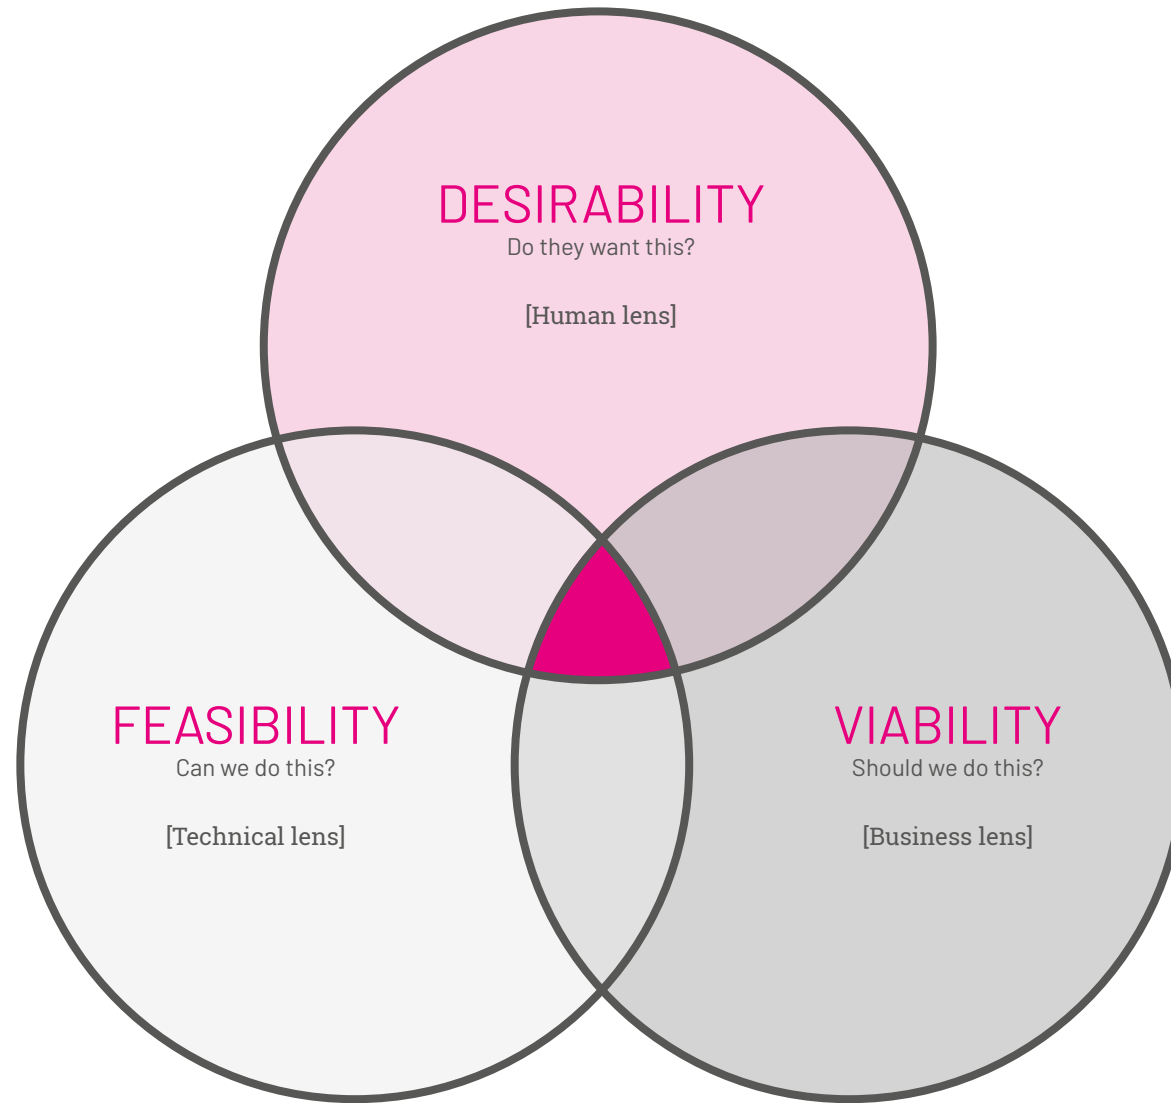 DESIRABILITY
Do they want this?
[Human lens]
FEASIBILITY
Can we do this?
[Technical lens]
VIABILITY
Should we do this?
[Business lens]